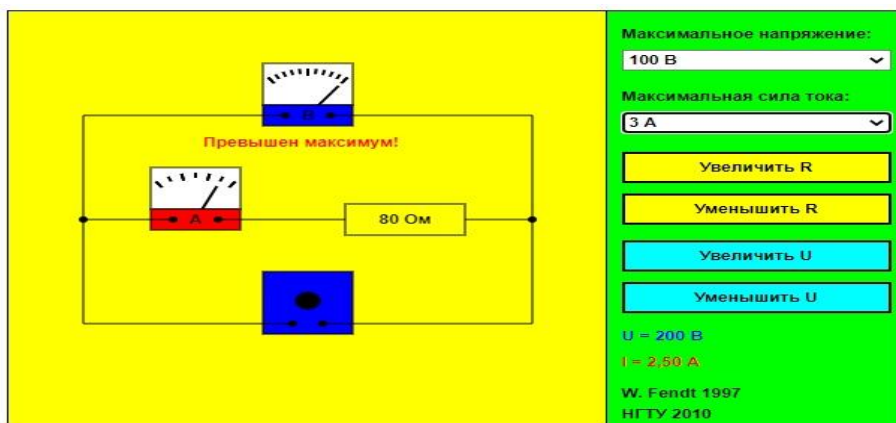 В
Превышен максимум!
А
80 Ом
Максимальное напряжение:
100 В
Максимальная сила тока:
3 А
Увеличить R
Уменьшить R
Увеличить U
Уменьшить U
U = 200 В
I = 2,50 А
W. Fendt 1997
НГТУ 2010